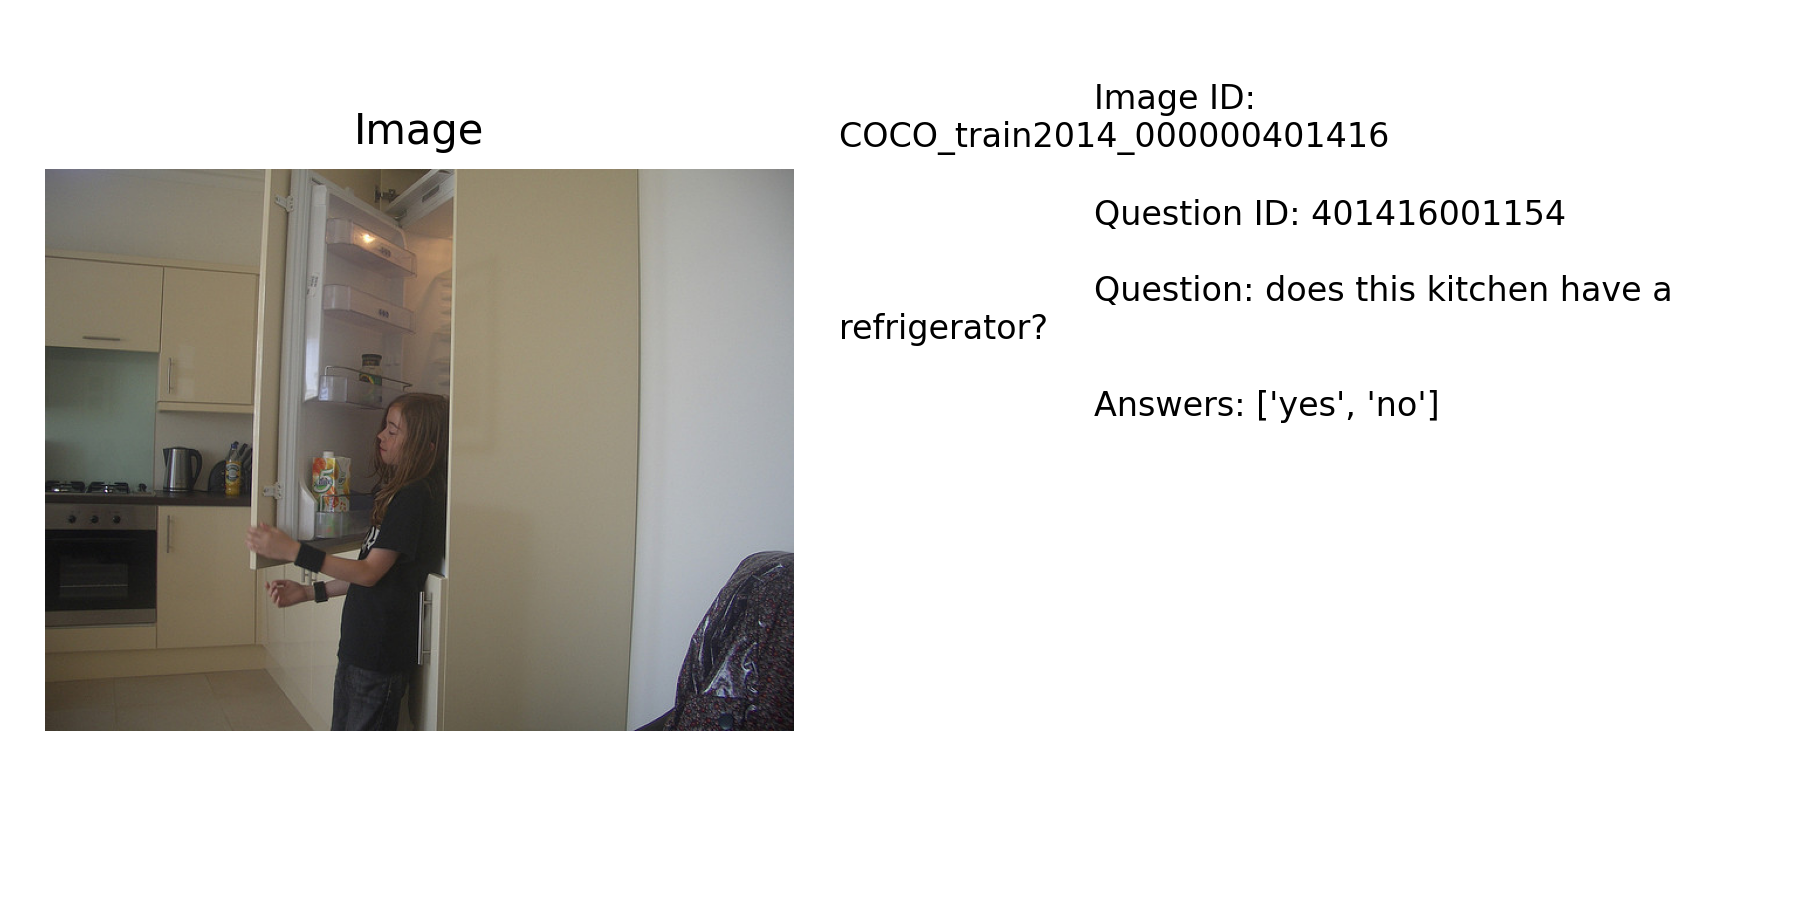 Image
Image ID:
COCO_train2014_000000401416
Question ID: 401416001154
Question: does this kitchen have a
refrigerator?
Answers: ['yes', 'no']